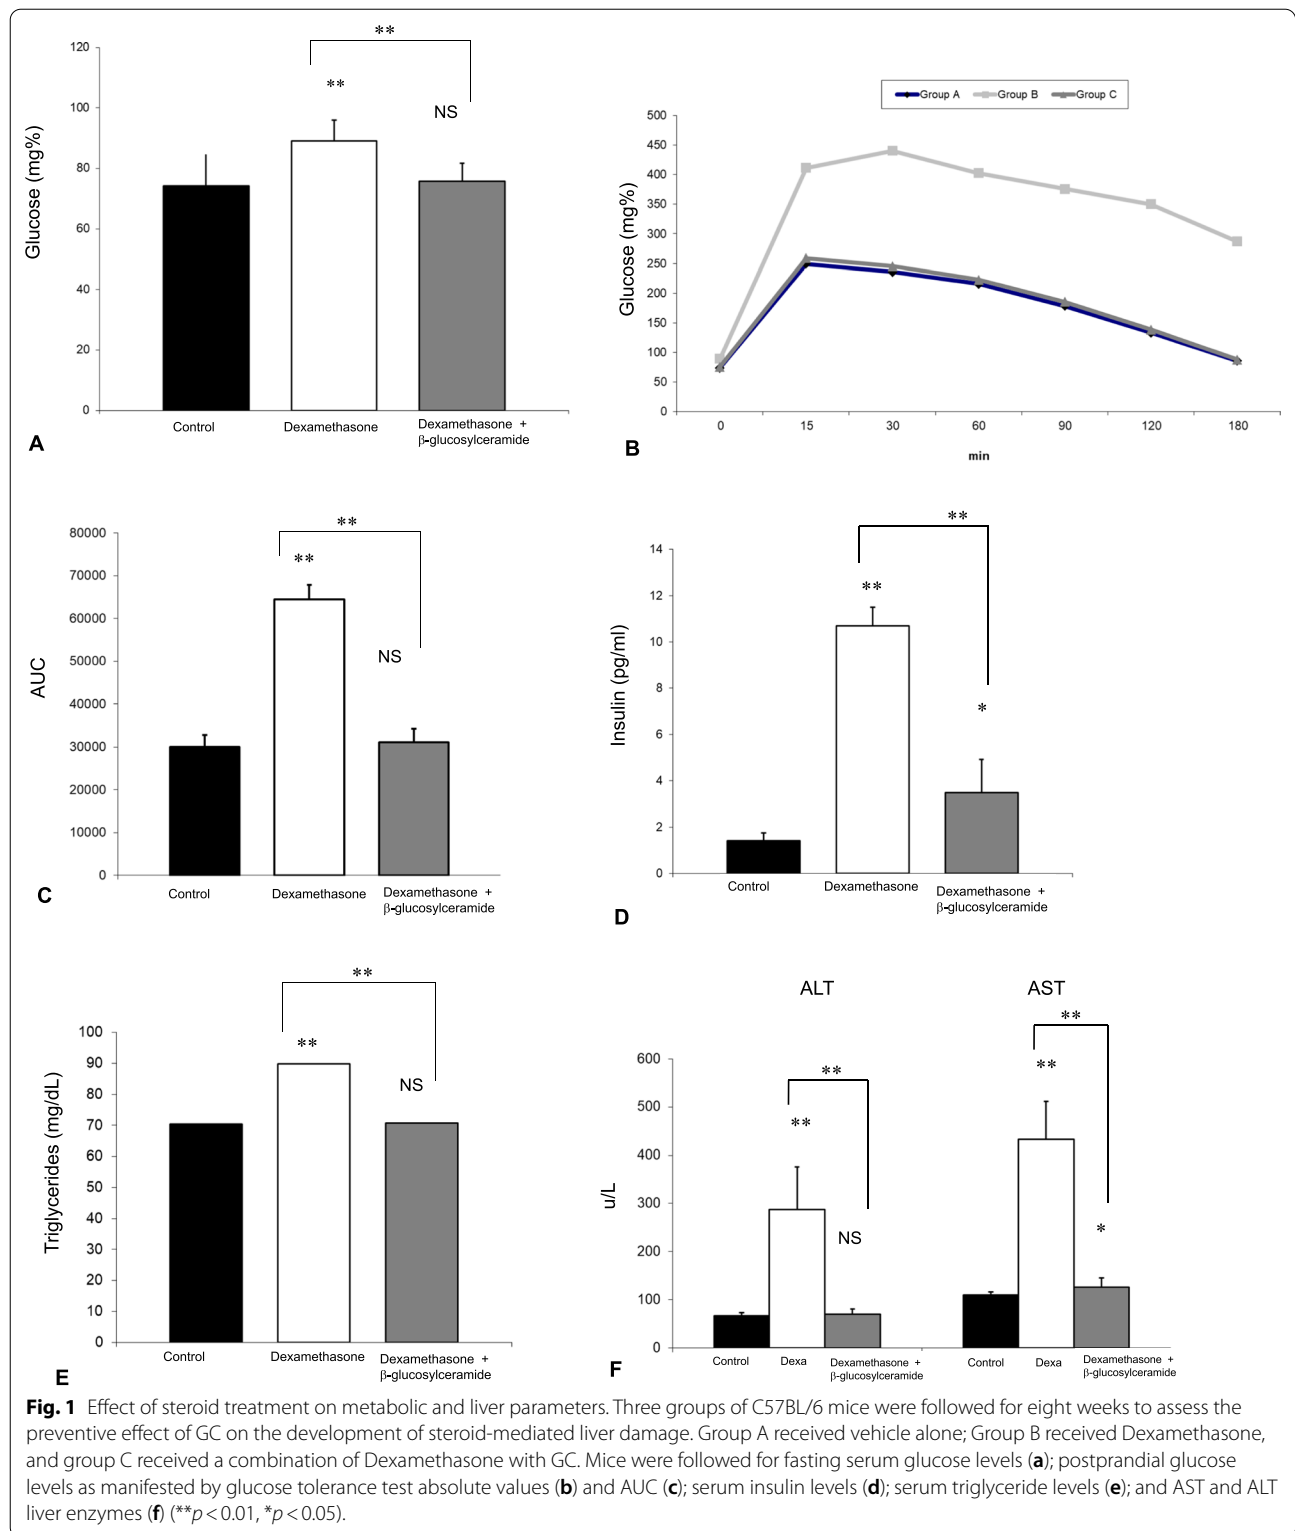 **
120
**
100
NS
80
60
40
20
0
Glucose (mg%)
Control
Dexamethasone
Dexamethasone +
β-glucosylceramide
A
Group A
Group B
Group C
500
450
400
350
300
250
200
150
100
50
0
Glucose (mg%)
0
15
30
60
90
120
180
min
B
**
80000
**
70000
60000
NS
50000
40000
30000
20000
10000
0
AUC
Control
Dexamethasone
Dexamethasone +
β-glucosylceramide
C
**
14
**
12
10
8
*
6
4
2
0
Insulin (pg/ml)
Control
Dexamethasone
Dexamethasone +
β-glucosylceramide
D
**
100
**
90
NS
80
70
60
50
40
30
20
10
0
Triglycerides (mg/dL)
Control
Dexamethasone
Dexamethasone +
β-glucosylceramide
E
ALT
AST
**
**
**
**
NS
*
600
500
400
300
200
100
0
u/L
Control
Dexa
Dexamethasone +
β-glucosylceramide
Control
Dexa
Dexamethasone +
β-glucosylceramide
F
Fig. 1 Effect of steroid treatment on metabolic and liver parameters. Three groups of C57BL/6 mice were followed for eight weeks to assess the
preventive effect of GC on the development of steroid-mediated liver damage. Group A received vehicle alone; Group B received Dexamethasone,
and group C received a combination of Dexamethasone with GC. Mice were followed for fasting serum glucose levels (a); postprandial glucose
levels as manifested by glucose tolerance test absolute values (b) and AUC (c); serum insulin levels (d); serum triglyceride levels (e); and AST and ALT
liver enzymes (f) (**p < 0.01, *p < 0.05).